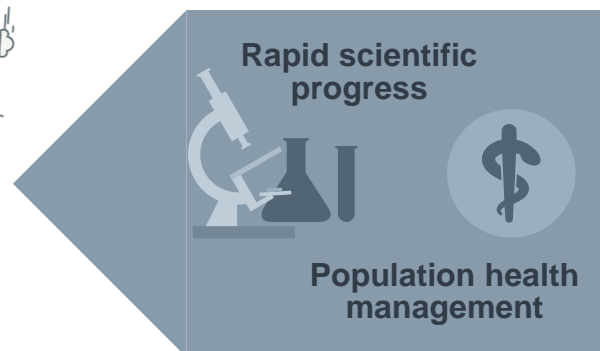 Rapid scientific
progress
Population health
management